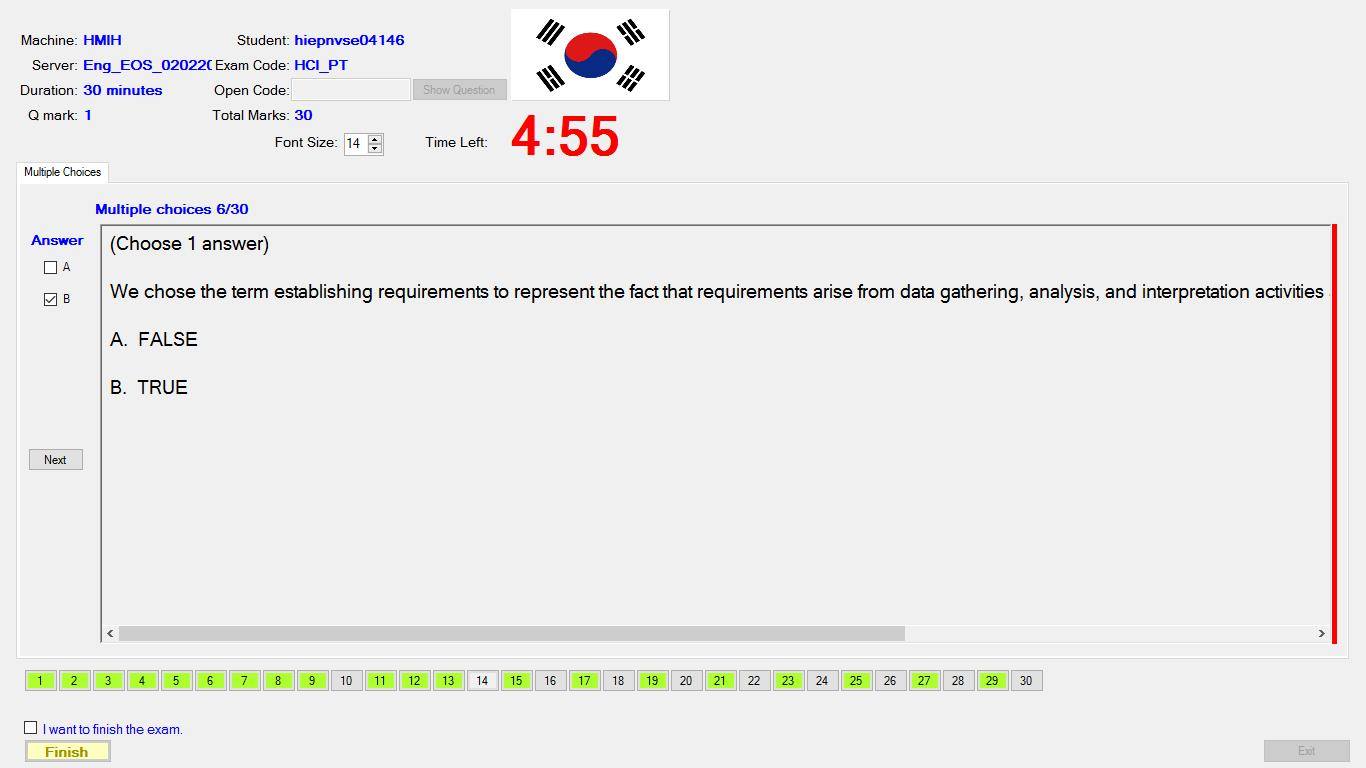 Machine: HMIH Student: hiepnvse04146
Server: Eng_EOS_020220 Exam Code: HCI_PT
Duration: 30 minutes Open Code: Show Question
Q mark: 1 Total Marks: 30
Font Size: 14 Time Left: 4:55
Multiple Choices
Multiple choices 6/30
Answer
A
B
(Choose 1 answer)
We chose the term establishing requirements to represent the fact that requirements arise from data gathering, analysis, and interpretation activities
A. FALSE
B. TRUE
Next
1 2 3 4 5 6 7 8 9 10 11 12 13 14 15 16 17 18 19 20 21 22 23 24 25 26 27 28 29 30
I want to finish the exam.
Finish Exit